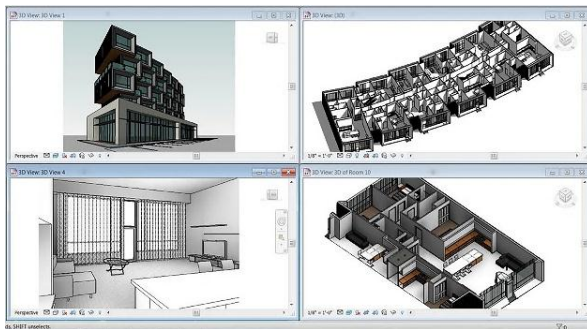 3D View: 3D View 1
3D View: {3D}
Perspective
1/8" = 1'-0"
3D View: 3D View 4
3D View: 3D of Room 10
Perspective
1/8" = 1'-0"
ds, SHIFT unselects.